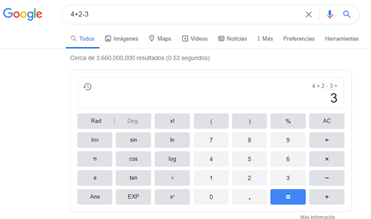 Google 4+2-3
Todos Imágenes Maps Videos Noticias Más Preferencias Herramientas
Cerca de 3,660,000,000 resultados (0.53 segundos)
4 + 2 - 3 =
3
Rad | Deg x! ( ) % AC
Inv sin ln 7 8 9 ÷
π cos log 4 5 6 ×
e tan √ 1 2 3 −
Ans EXP xʸ 0 . = +
Más información